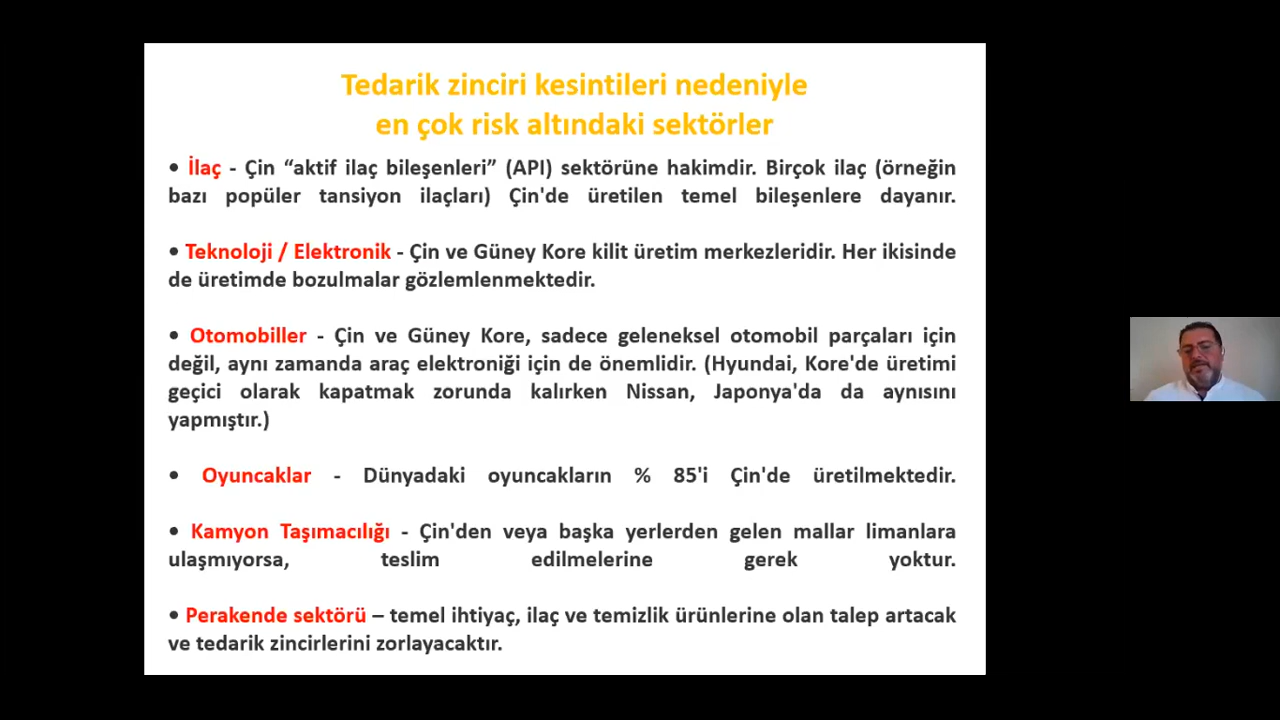 Tedarik zinciri kesintileri nedeniyle
en çok risk altındaki sektörler
• İlaç - Çin “aktif ilaç bileşenleri” (API) sektörüne hakimdir. Birçok ilaç (örneğin
bazı popüler tansiyon ilaçları) Çin'de üretilen temel bileşenlere dayanır.
• Teknoloji / Elektronik - Çin ve Güney Kore kilit üretim merkezleridir. Her ikisinde
de üretimde bozulmalar gözlemlenmektedir.
• Otomobiller - Çin ve Güney Kore, sadece geleneksel otomobil parçaları için
değil, aynı zamanda araç elektroniği için de önemlidir. (Hyundai, Kore'de üretimi
geçici olarak kapatmak zorunda kalırken Nissan, Japonya'da da aynısını
yapmıştır.)
• Oyuncaklar - Dünyadaki oyuncakların % 85'i Çin'de üretilmektedir.
• Kamyon Taşımacılığı - Çin'den veya başka yerlerden gelen mallar limanlara
ulaşmıyorsa, teslim edilmelerine gerek yoktur.
• Perakende sektörü – temel ihtiyaç, ilaç ve temizlik ürünlerine olan talep artacak
ve tedarik zincirlerini zorlayacaktır.